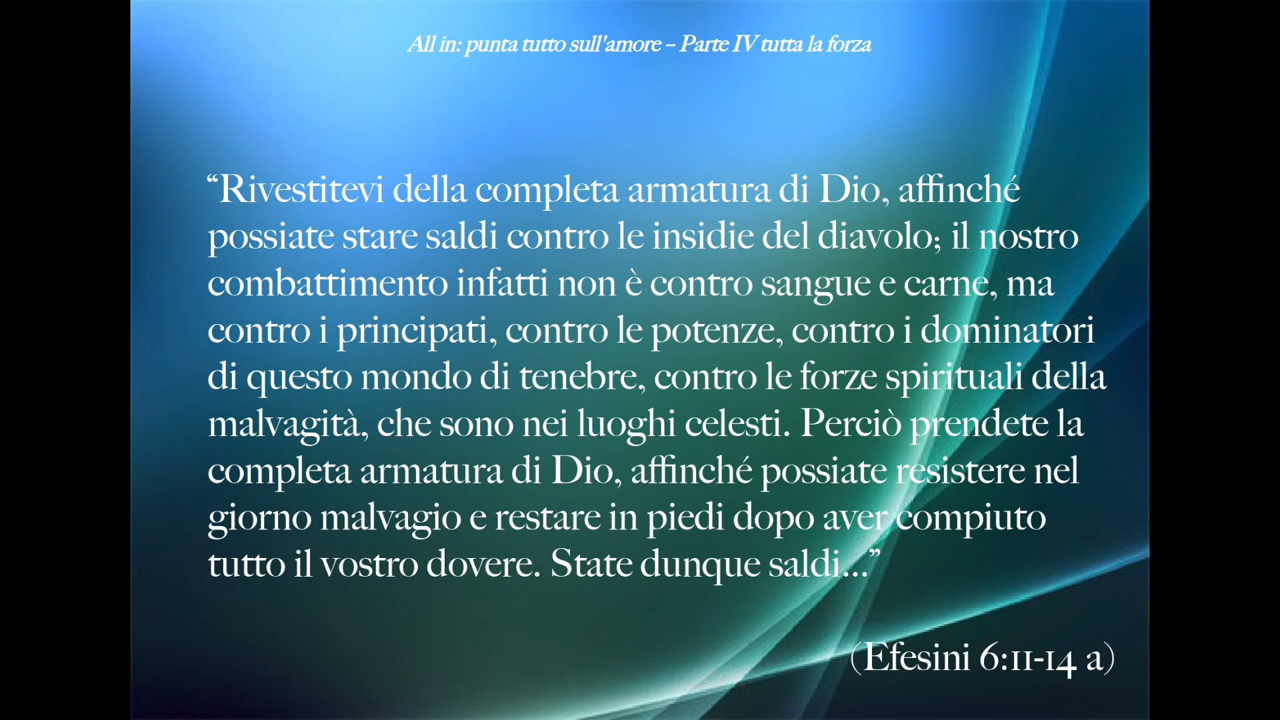 All in: punta tutto sull'amore – Parte IV tutta la forza
“Rivestitevi della completa armatura di Dio, affinché
possiate stare saldi contro le insidie del diavolo; il nostro
combattimento infatti non è contro sangue e carne, ma
contro i principati, contro le potenze, contro i dominatori
di questo mondo di tenebre, contro le forze spirituali della
malvagità, che sono nei luoghi celesti. Perciò prendete la
completa armatura di Dio, affinché possiate resistere nel
giorno malvagio e restare in piedi dopo aver compiuto
tutto il vostro dovere. State dunque saldi...”
(Efesini 6:11-14 a)